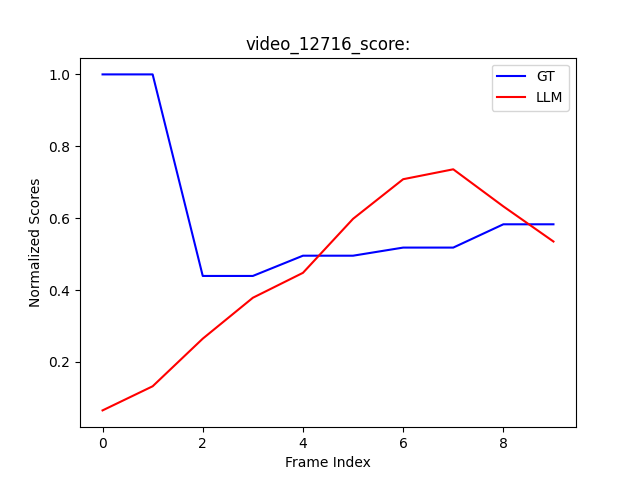 video_12716_score:
GT
LLM
1.0
0.8
0.6
0.4
0.2
Normalized Scores
0 2 4 6 8
Frame Index